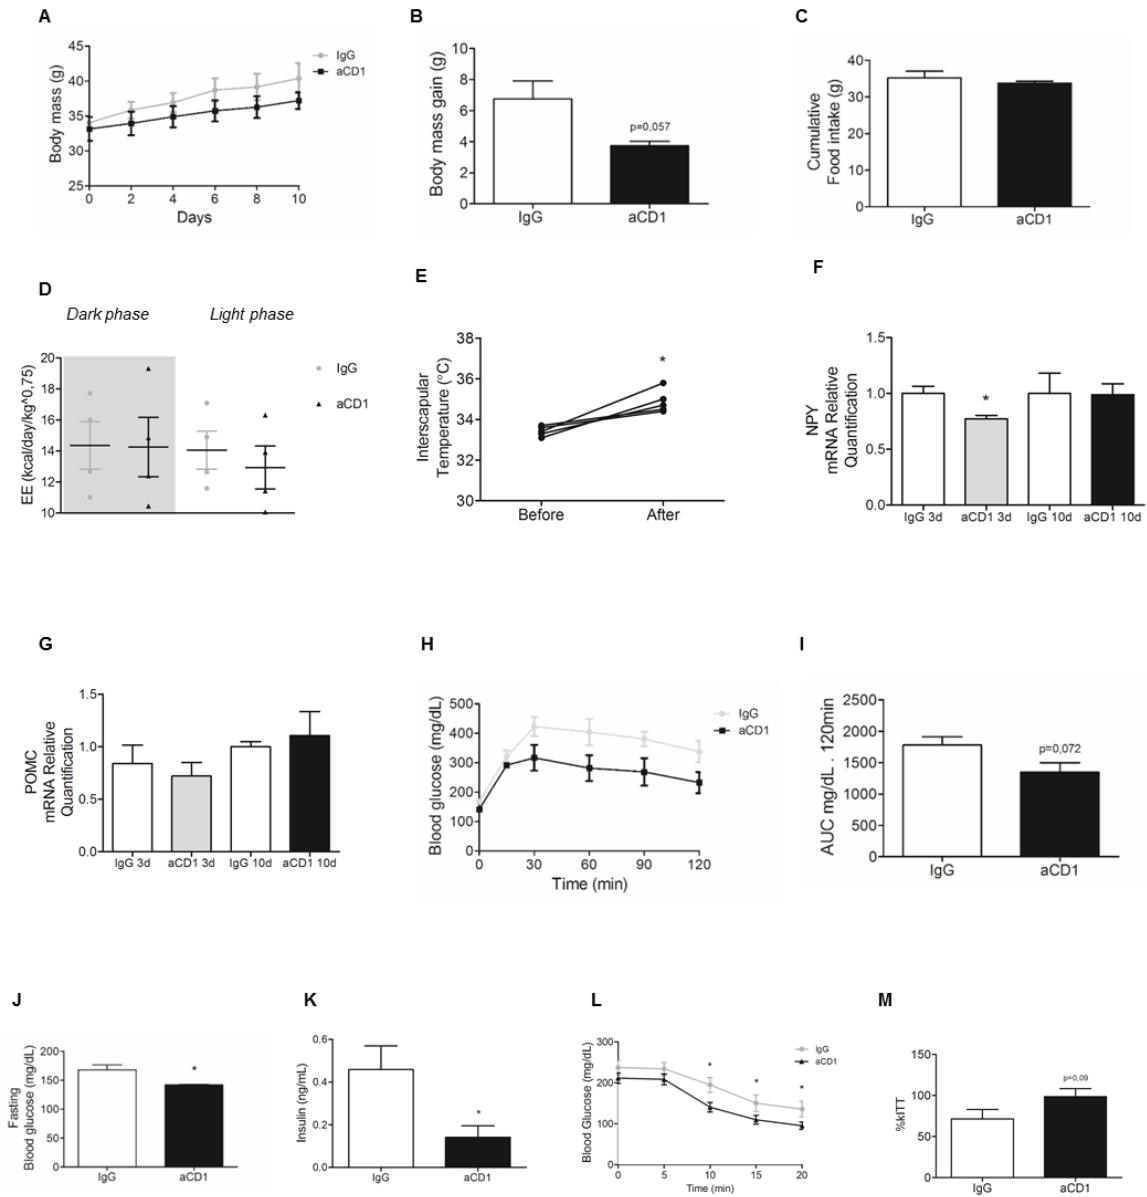 A
Body mass (g)
45
40
35
30
25
0 2 4 6 8 10
Days
IgG
aCD1
B
Body mass gain (g)
10
8
6
4
2
0
p=0,057
IgG aCD1
C
Cumulative
Food intake (g)
40
30
20
10
0
IgG aCD1
D
Dark phase Light phase
EE (kcal/day/kg^0,75)
20
18
16
14
12
10
IgG
aCD1
E
Interscapular
Temperature (°C)
38
36
34
32
30
*
Before After
F
NPY
mRNA Relative
Quantification
1.5
1.0
0.5
0.0
*
IgG 3d aCD1 3d IgG 10d aCD1 10d
G
POMC
mRNA Relative
Quantification
1.5
1.0
0.5
0.0
IgG 3d aCD1 3d IgG 10d aCD1 10d
H
Blood glucose (mg/dL)
500
400
300
200
100
0
0 30 60 90 120
Time (min)
IgG
aCD1
I
AUC mg/dL . 120min
2500
2000
1500
1000
500
0
p=0,072
IgG aCD1
J
Fasting
Blood glucose (mg/dL)
200
150
100
50
0
*
IgG aCD1
K
Insulin (ng/mL)
0.6
0.4
0.2
0.0
*
IgG aCD1
L
Blood Glucose (mg/dL)
300
200
100
0
* * *
0 5 10 15 20
Time (min)
IgG
aCD1
M
%kITT
150
100
50
0
p=0,09
IgG aCD1